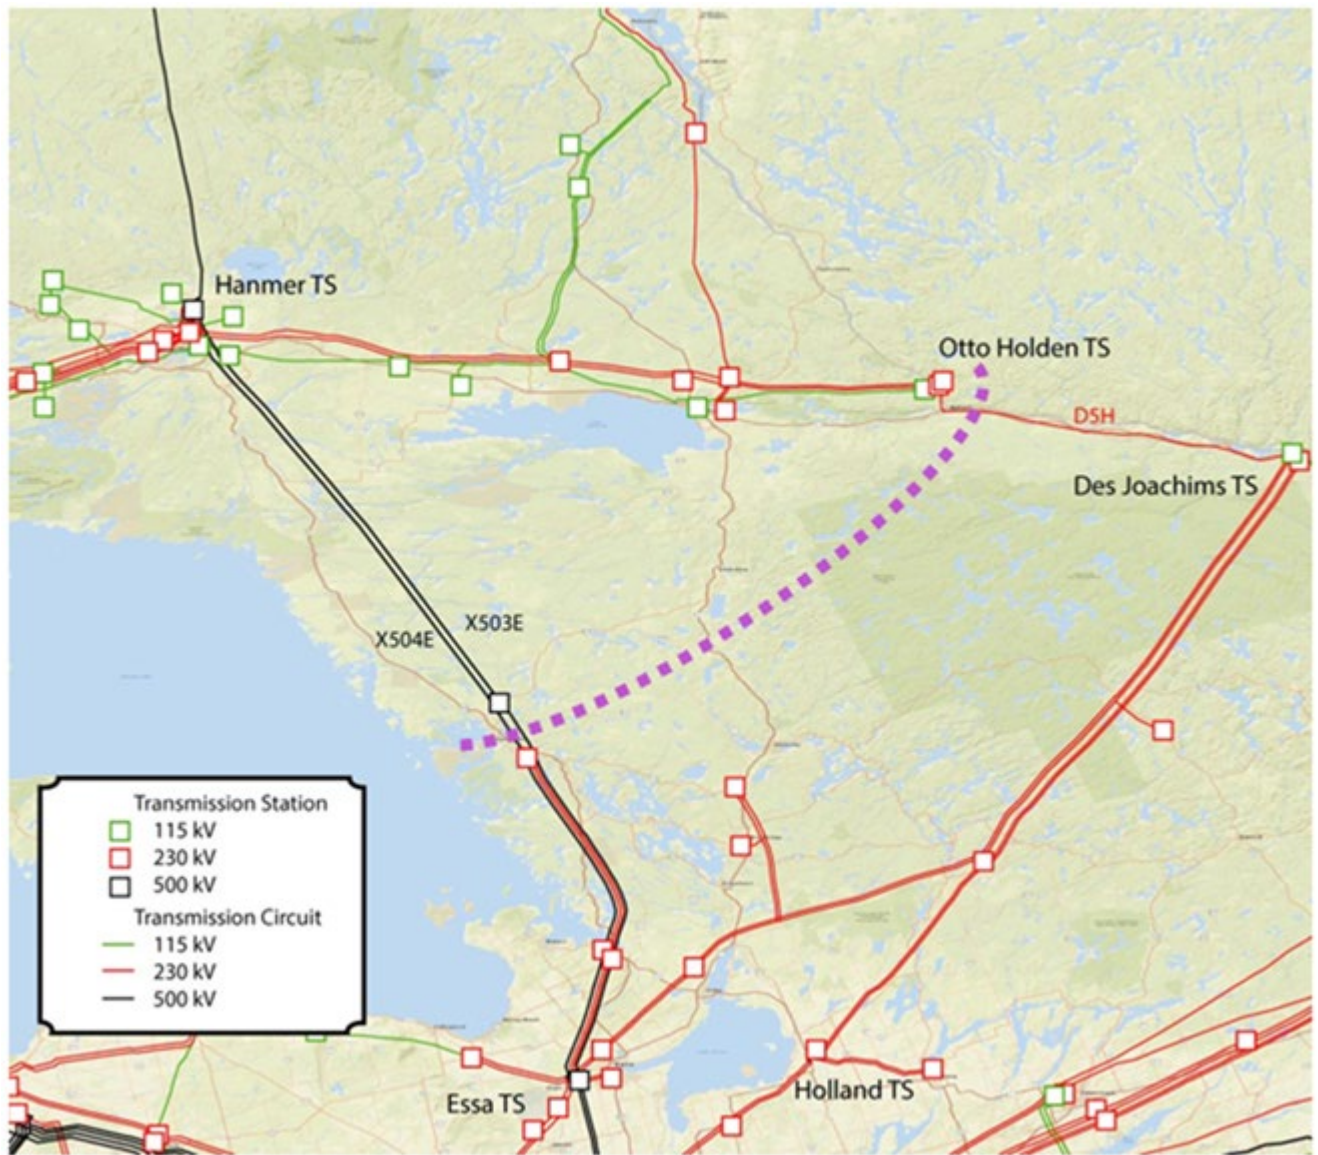 Hanmer TS
Otto Holden TS
D5H
Des Joachims TS
X503E
X504E
Transmission Station
115 kV
230 kV
500 kV
Transmission Circuit
115 kV
230 kV
500 kV
Essa TS
Holland TS